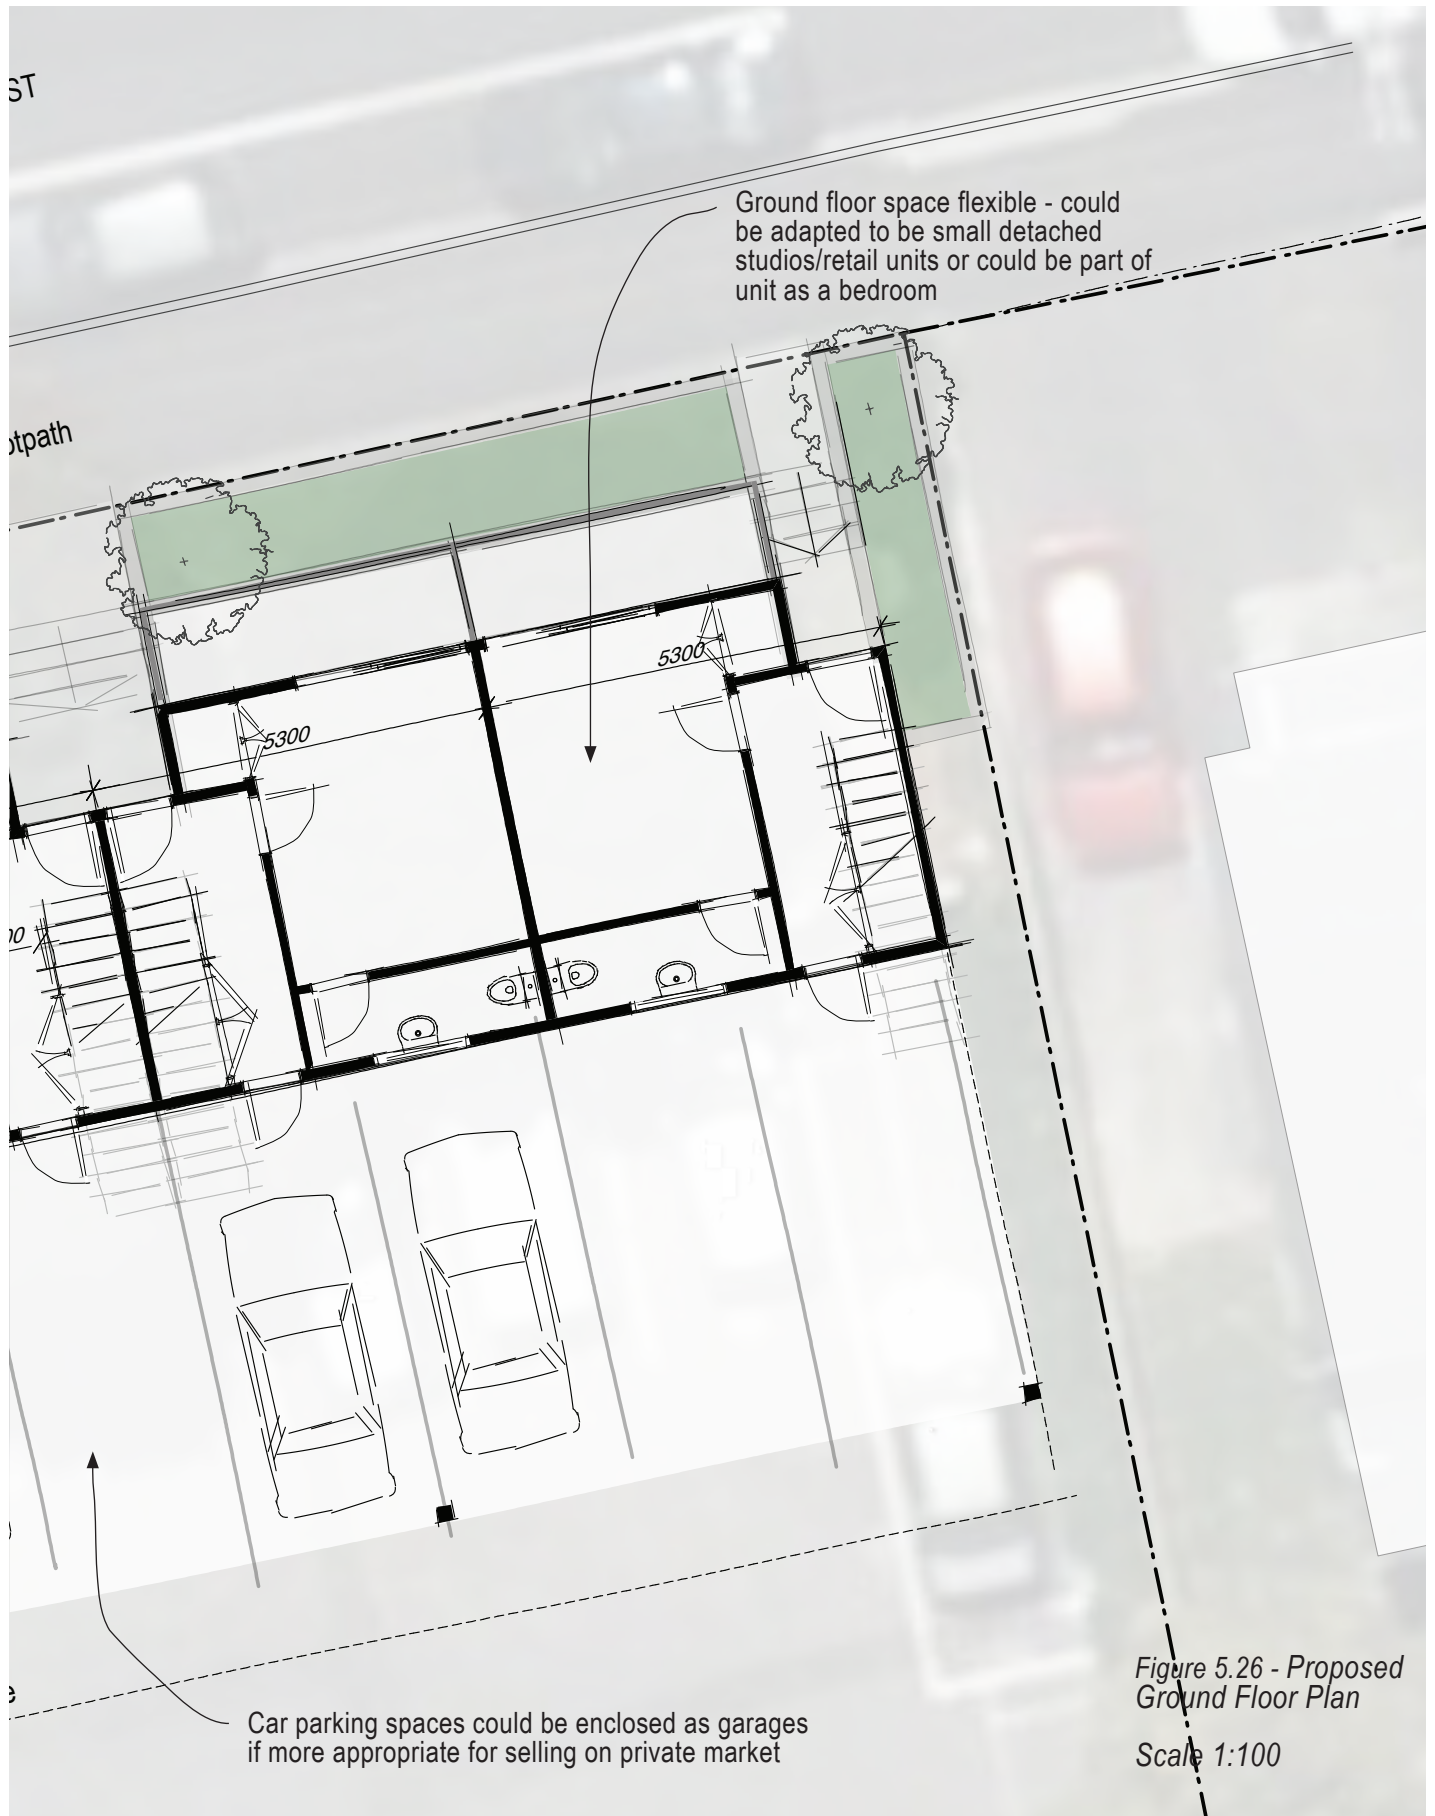 ST
Ground floor space flexible - could
be adapted to be small detached
studios/retail units or could be part of
unit as a bedroom
otpath
5300
5300
00
Car parking spaces could be enclosed as garages
if more appropriate for selling on private market
Figure 5.26 - Proposed
Ground Floor Plan
Scale 1:100